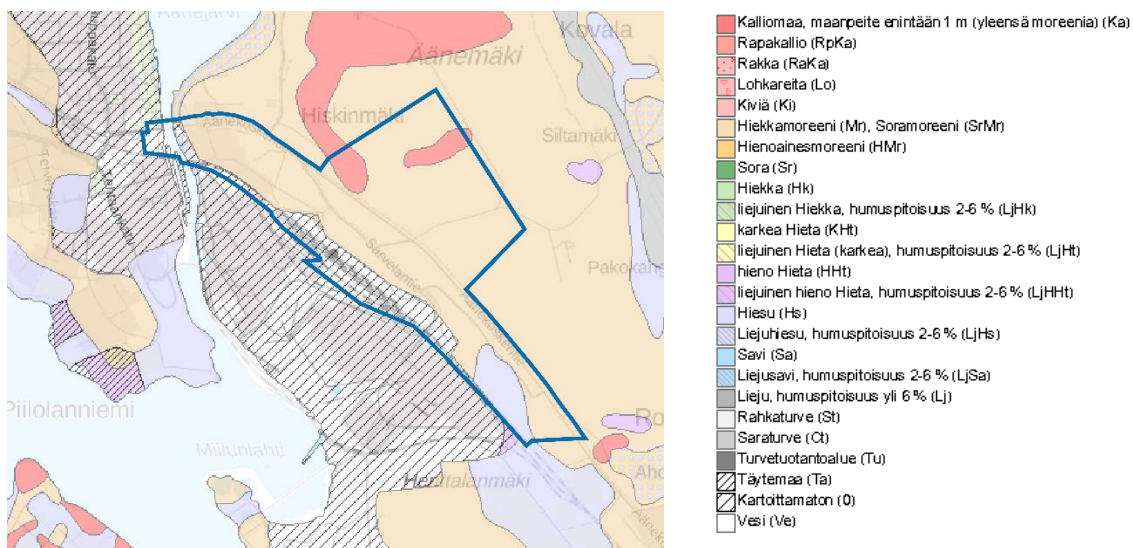 Äänejärvi
Kovala
Äänemäki
Hiskinmäki
Siltamäki
Särvelantie
Piilolanniemi
Miilunlahti
Henttalanmäki
Kalliomaa, maanpeite enintään 1 m (yleensä moreenia) (Ka)
Rapakallio (RpKa)
Rakka (RaKa)
Lohkareita (Lo)
Kiviä (Ki)
Hiekkamoreeni (Mr), Soramoreeni (SrMr)
Hienoainesmoreeni (HMr)
Sora (Sr)
Hiekka (Hk)
liejuinen Hiekka, humuspitoisuus 2-6 % (LjHk)
karkea Hieta (KHt)
liejuinen Hieta (karkea), humuspitoisuus 2-6 % (LjHt)
hieno Hieta (HHt)
liejuinen hieno Hieta, humuspitoisuus 2-6 % (LjHHt)
Hiesu (Hs)
Liejuhiesu, humuspitoisuus 2-6 % (LjHs)
Savi (Sa)
Liejusavi, humuspitoisuus 2-6 % (LjSa)
Lieju, humuspitoisuus yli 6 % (Lj)
Rahkaturve (St)
Saraturve (Ct)
Turvetuotantoalue (Tu)
Täytemaa (Ta)
Kartoittamaton (0)
Vesi (Ve)